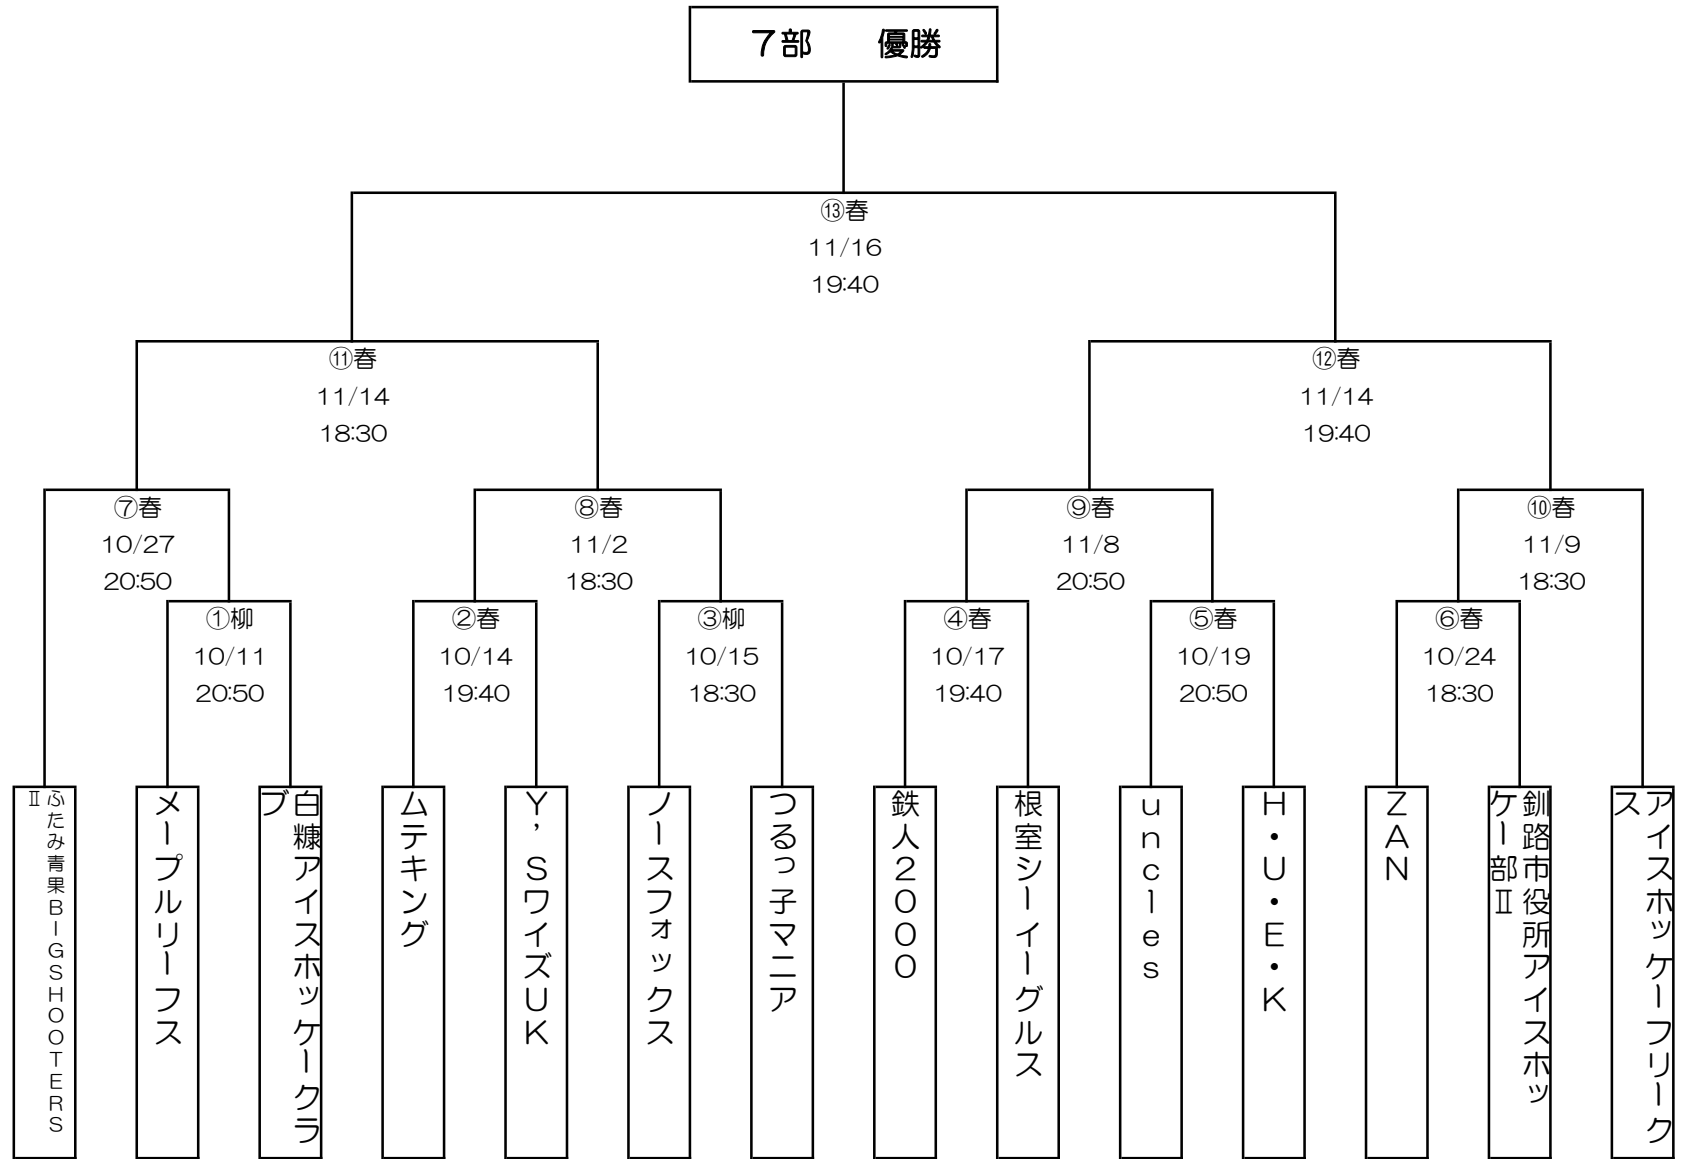 ７部　　優勝
⑬春
11/16
19:40
⑪春
11/14
18:30
⑫春
11/14
19:40
⑦春
10/27
20:50
⑧春
11/2
18:30
⑨春
11/8
20:50
⑩春
11/9
18:30
①柳
10/11
20:50
②春
10/14
19:40
③柳
10/15
18:30
④春
10/17
19:40
⑤春
10/19
20:50
⑥春
10/24
18:30
ふたみ青果ＢＩＧＳＨＯＯＴＥＲＳ
Ⅱ
メープルリーフス
白糠アイスホッケークラ
ブ
ムテキング
Ｙ’ＳワイズＵＫ
ノースフォックス
つるっ子マニア
鉄人２０００
根室シーイーグルス
ｕｎｃｌｅｓ
Ｈ・Ｕ・Ｅ・Ｋ
ＺＡＮ
釧路市役所アイスホッ
ケー部Ⅱ
アイスホッケーフリーク
ス